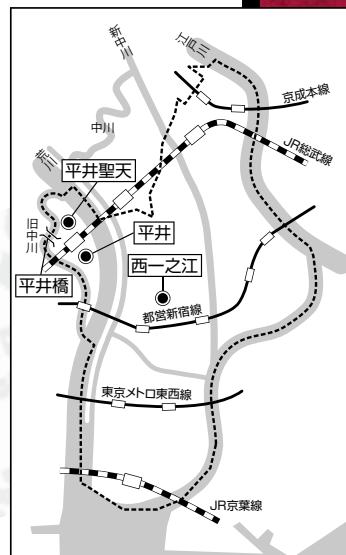 新中川
江戸川
京成本線
中川
JR総武線
荒川
平井聖天
旧中川
平井
西一之江
平井橋
都営新宿線
東京メトロ東西線
JR京葉線